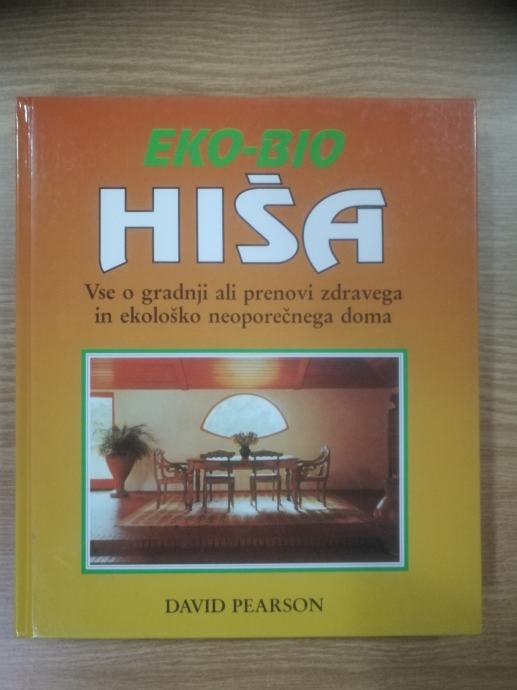 EKO-BIO
HIŠA
Vse o gradnji ali prenovi zdravega
in ekološko neoporečnega doma
DAVID PEARSON